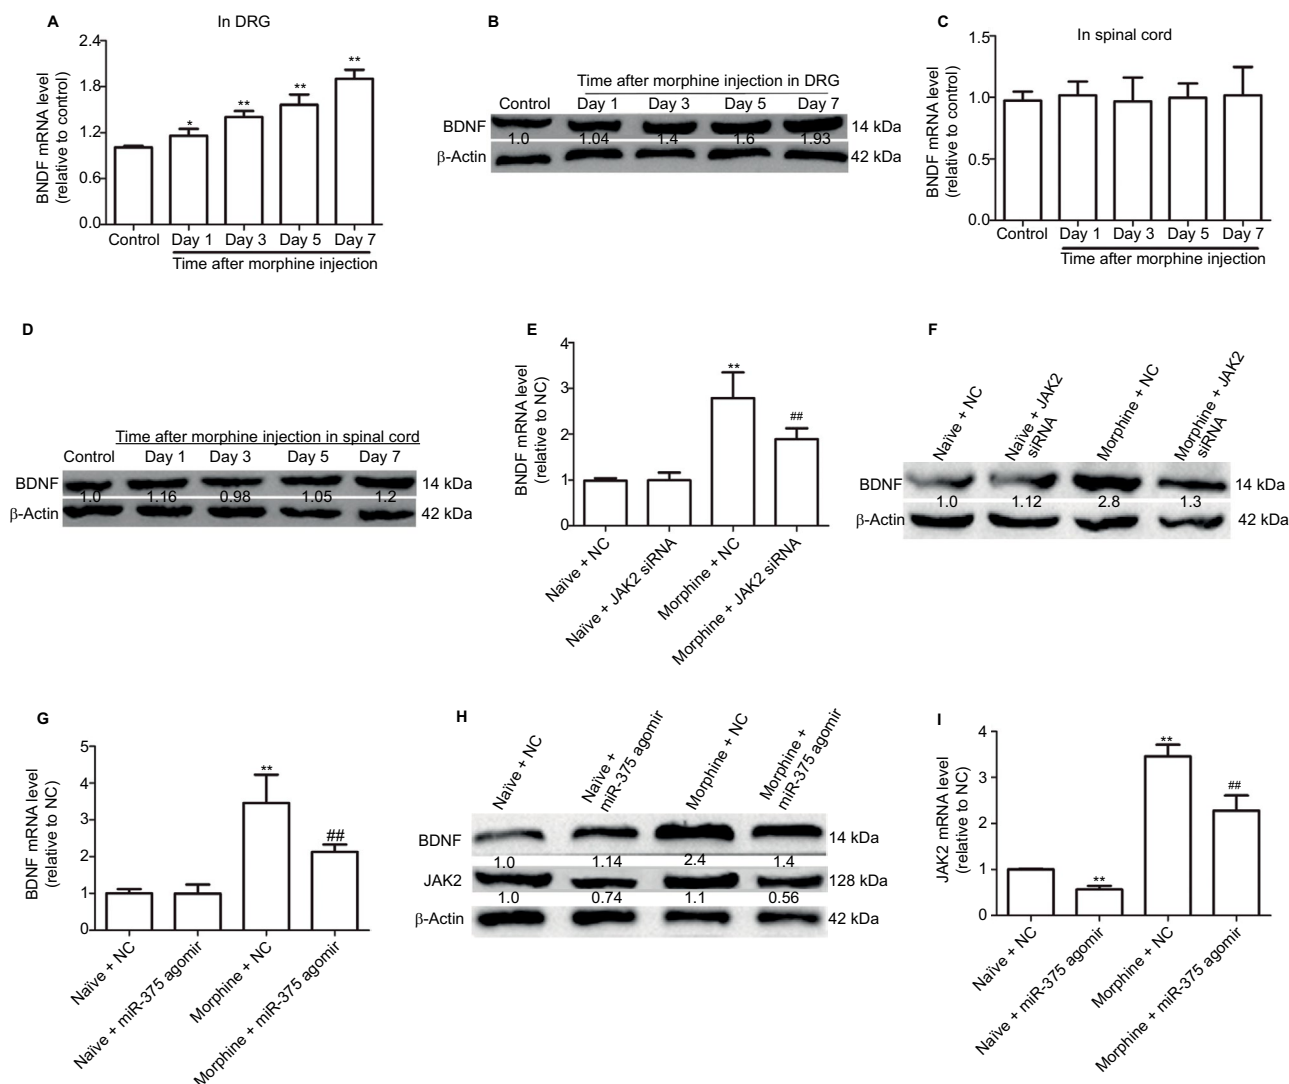 A
In DRG
BNDF mRNA level
(relative to control)
2.4
1.8
1.2
0.6
0.0
*
**
**
**
Control Day 1 Day 3 Day 5 Day 7
Time after morphine injection
B
Time after morphine injection in DRG
Control Day 1 Day 3 Day 5 Day 7
BDNF 14 kDa
1.0 1.04 1.4 1.6 1.93
β-Actin 42 kDa
C
In spinal cord
BNDF mRNA level
(relative to control)
1.5
1.0
0.5
0.0
Control Day 1 Day 3 Day 5 Day 7
Time after morphine injection
D
Time after morphine injection in spinal cord
Control Day 1 Day 3 Day 5 Day 7
BDNF 14 kDa
1.0 1.16 0.98 1.05 1.2
β-Actin 42 kDa
E
BNDF mRNA level
(relative to NC)
4
3
2
1
0
**
##
Naïve + NC
Naïve + JAK2 siRNA
Morphine + NC
Morphine + JAK2 siRNA
F
Naïve + NC
Naïve + JAK2
siRNA
Morphine + NC
Morphine + JAK2
siRNA
BDNF 14 kDa
1.0 1.12 2.8 1.3
β-Actin 42 kDa
G
BDNF mRNA level
(relative to NC)
5
4
3
2
1
0
**
##
Naïve + NC
Naïve + miR-375 agomir
Morphine + NC
Morphine + miR-375 agomir
H
Naïve + NC
Naïve +
miR-375 agomir
Morphine + NC
Morphine +
miR-375 agomir
BDNF 14 kDa
1.0 1.14 2.4 1.4
JAK2 128 kDa
1.0 0.74 1.1 0.56
β-Actin 42 kDa
I
JAK2 mRNA level
(relative to NC)
4
3
2
1
0
**
**
##
Naïve + NC
Naïve + miR-375 agomir
Morphine + NC
Morphine + miR-375 agomir